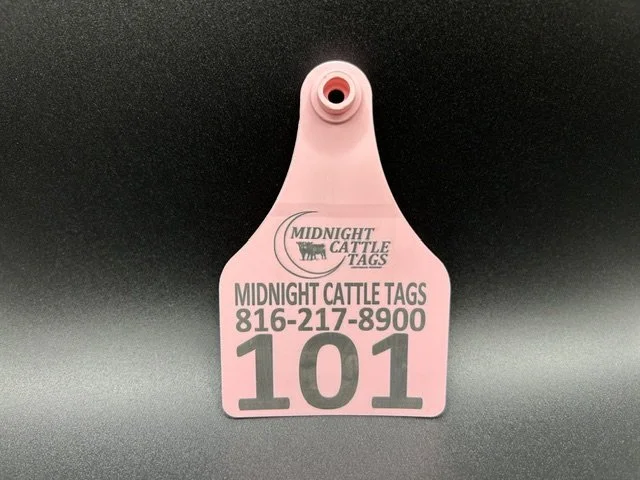 MIDNIGHT
CATTLE
TAGS
MIDNIGHT CATTLE TAGS
816-217-8900
101